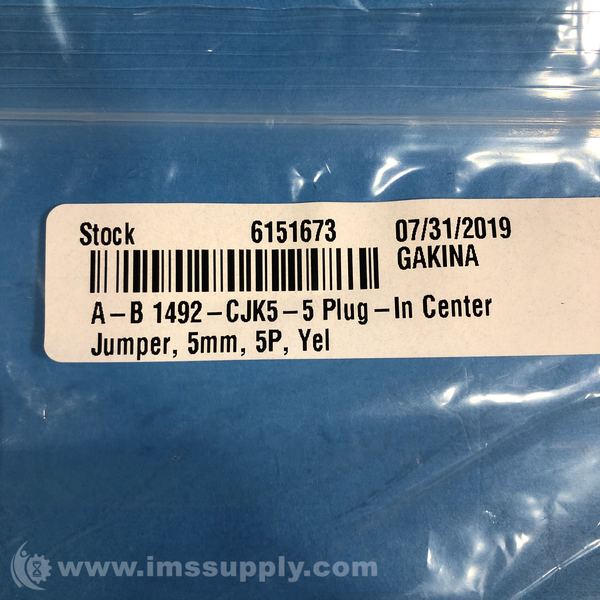 Stock 6151673 07/31/2019
GAKINA
A-B 1492-CJK5-5 Plug-In Center
Jumper, 5mm, 5P, Yel
www.imssupply.com